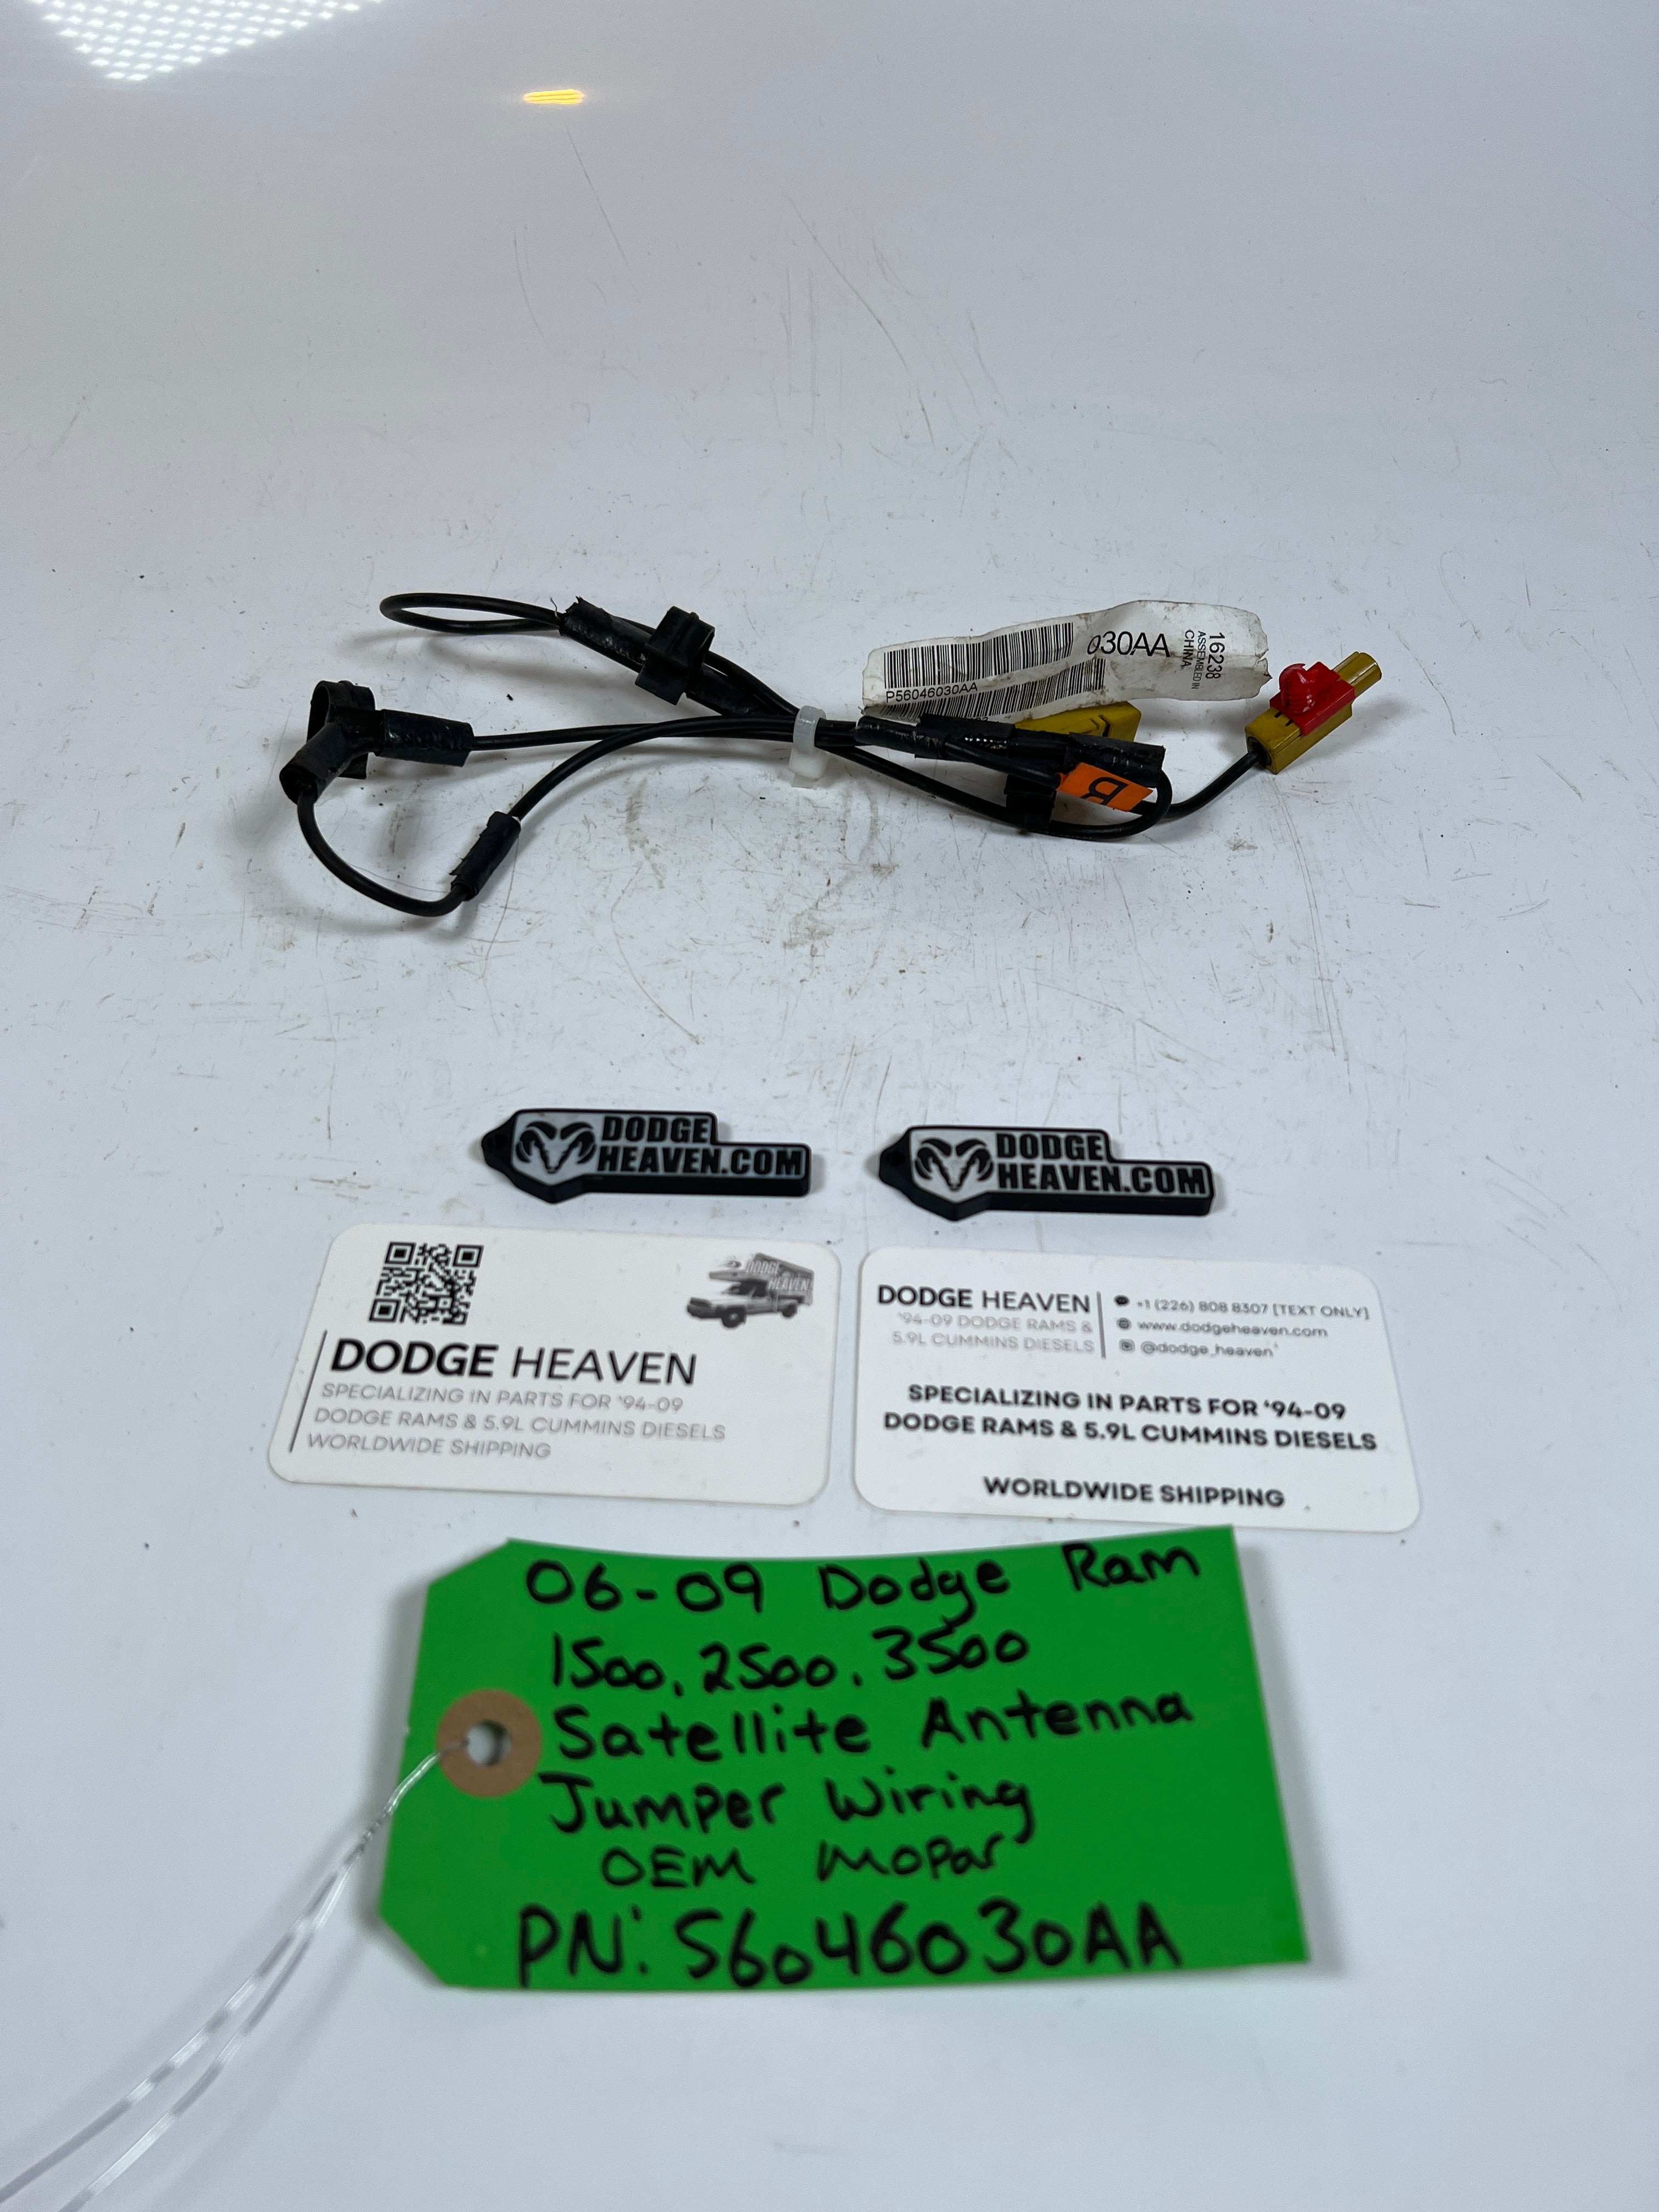 030AA
16238
ASSEMBLED IN
CHINA
P56046030AA
B
DODGE
HEAVEN.COM
DODGE
HEAVEN.COM
DODGE
HEAVEN
DODGE HEAVEN
SPECIALIZING IN PARTS FOR '94-09
DODGE RAMS & 5.9L CUMMINS DIESELS
WORLDWIDE SHIPPING
DODGE HEAVEN
'94-09 DODGE RAMS &
5.9L CUMMINS DIESELS
+1 (226) 808 8307 [TEXT ONLY]
www.dodgeheaven.com
@dodge_heaven
SPECIALIZING IN PARTS FOR '94-09
DODGE RAMS & 5.9L CUMMINS DIESELS
WORLDWIDE SHIPPING
06-09 Dodge Ram
1500, 2500, 3500
Satellite Antenna
Jumper Wiring
OEM Mopar
PN: 56046030AA